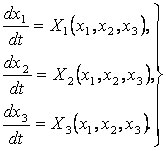 dx₁/dt = X₁(x₁, x₂, x₃),
dx₂/dt = X₂(x₁, x₂, x₃),
dx₃/dt = X₃(x₁, x₂, x₃). }